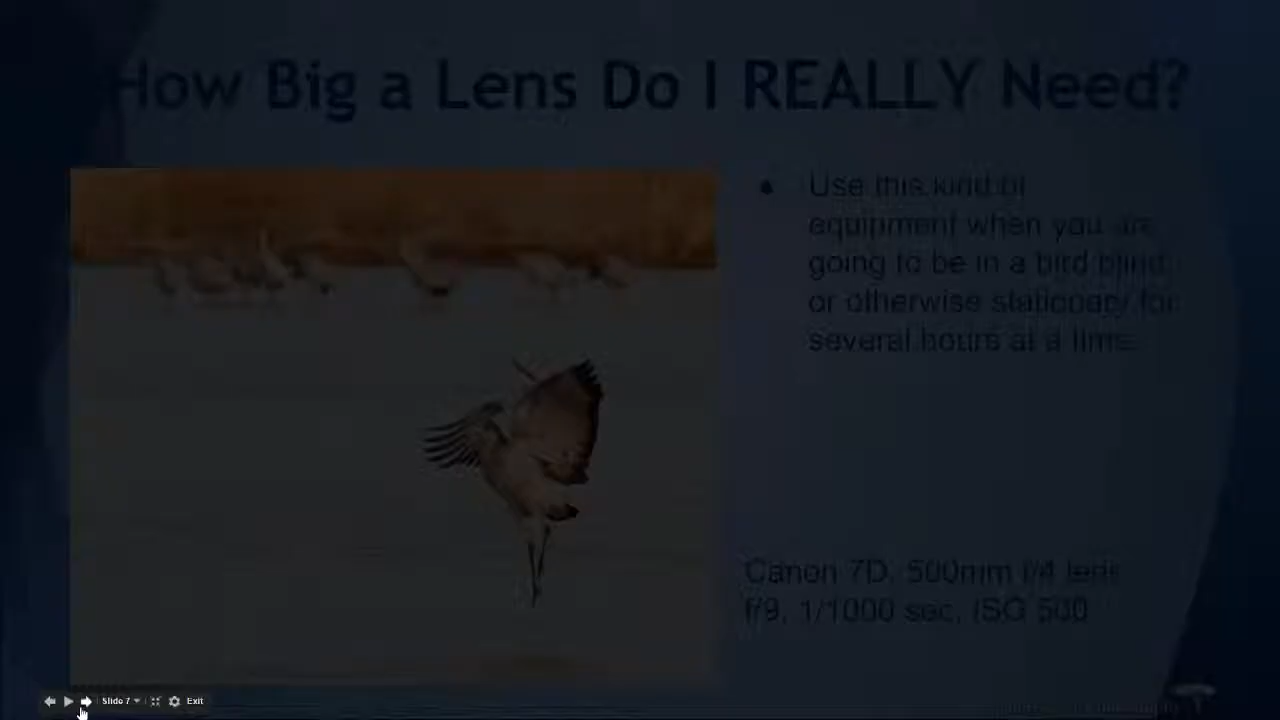 How Big a Lens Do I REALLY Need?
● Use this kind of
equipment when you are
going to be in a bird blind
or otherwise stationary for
several hours at a time.
Canon 7D, 500mm f/4 lens
f/9, 1/1000 sec, ISO 500
Slide 7
Exit